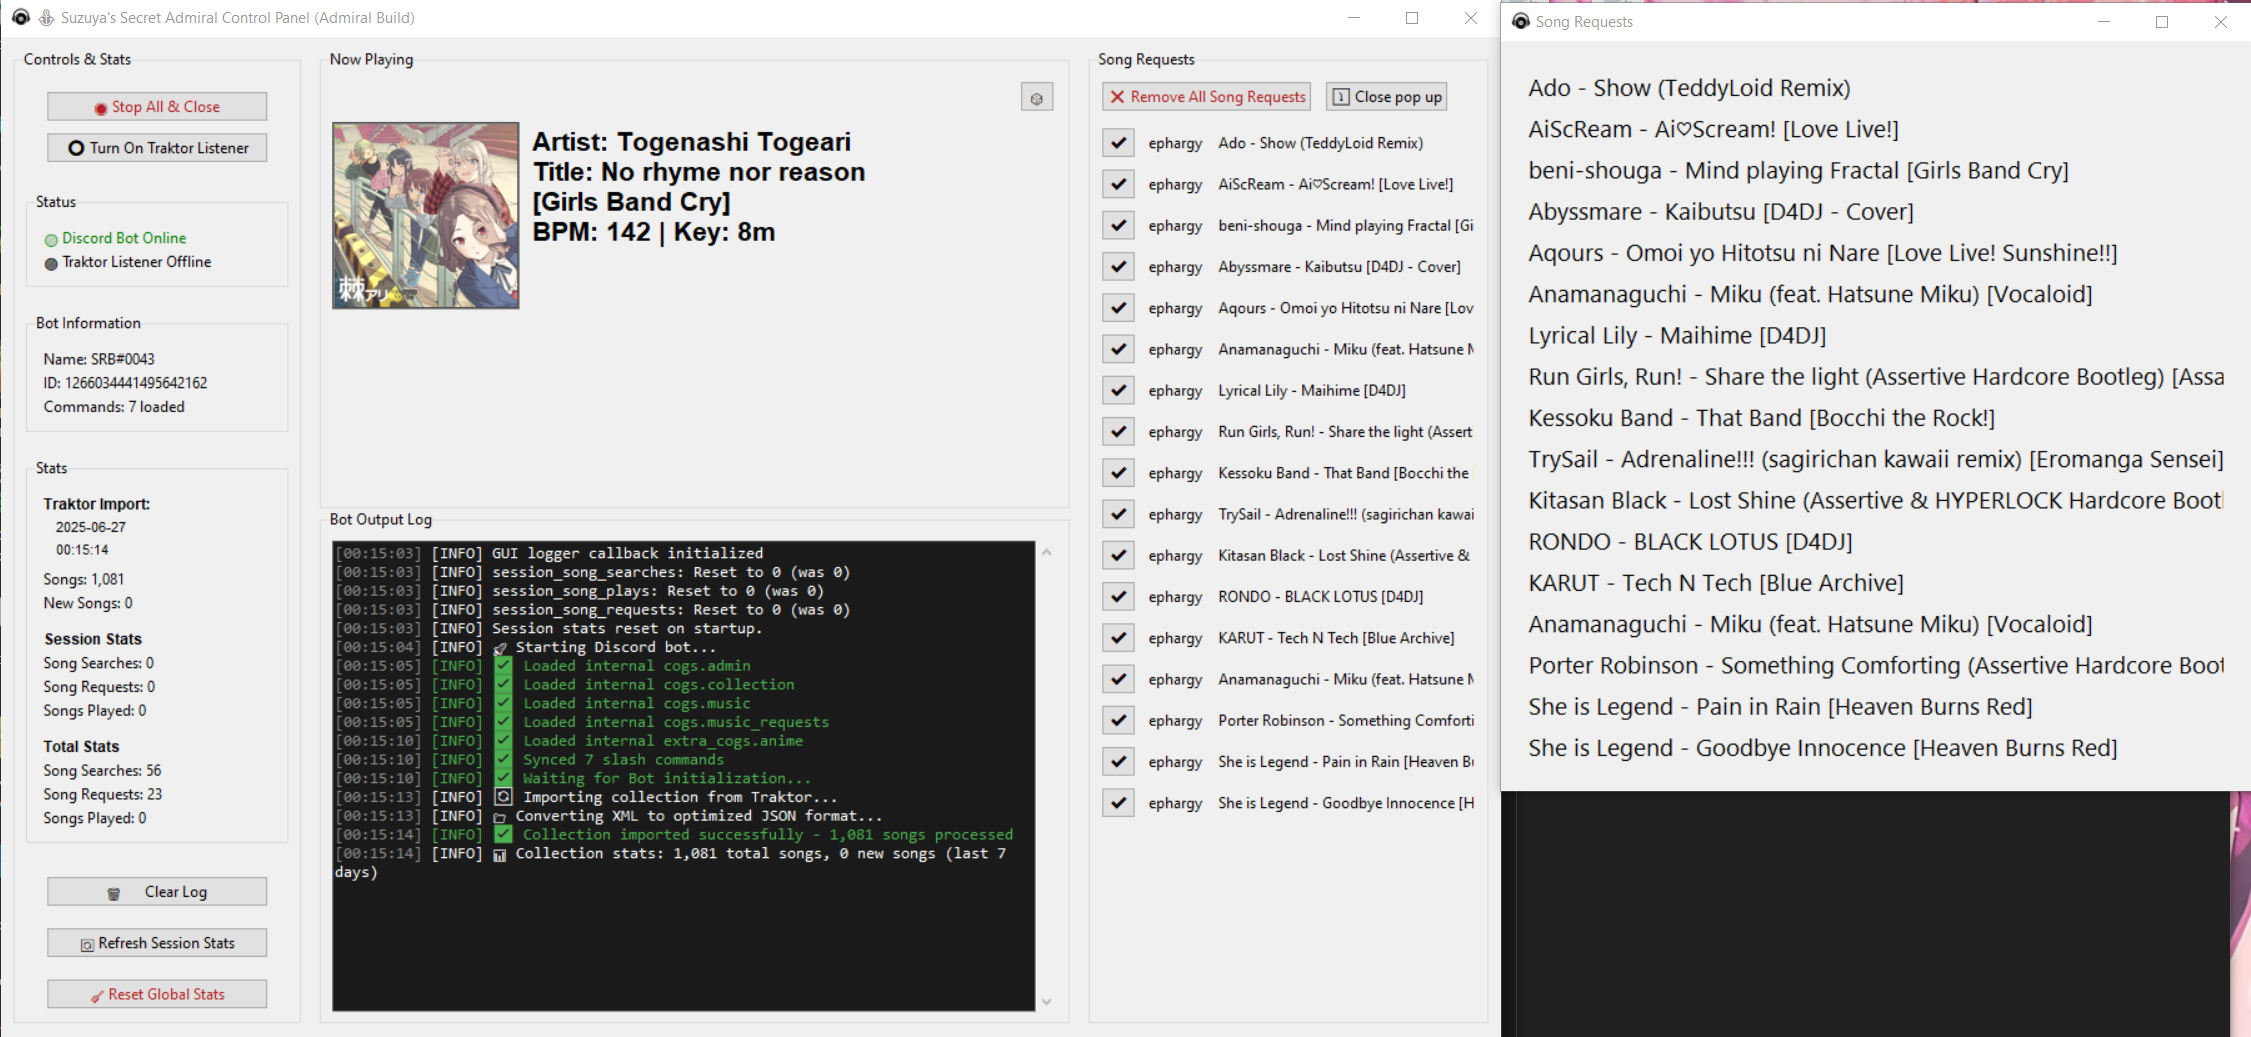 Suzuya's Secret Admiral Control Panel (Admiral Build)
Controls & Stats
Stop All & Close
Turn On Traktor Listener
Status
Discord Bot Online
Traktor Listener Offline
Bot Information
Name: SRB#0043
ID: 1266034441495642162
Commands: 7 loaded
Stats
Traktor Import:
2025-06-27
00:15:14
Songs: 1,081
New Songs: 0
Session Stats
Song Searches: 0
Song Requests: 0
Songs Played: 0
Total Stats
Song Searches: 56
Song Requests: 23
Songs Played: 0
Clear Log
Refresh Session Stats
Reset Global Stats
Now Playing
棘アリ
Artist: Togenashi Togeari
Title: No rhyme nor reason
[Girls Band Cry]
BPM: 142 | Key: 8m
Bot Output Log
[00:15:03] [INFO] GUI logger callback initialized
[00:15:03] [INFO] session_song_searches: Reset to 0 (was 0)
[00:15:03] [INFO] session_song_plays: Reset to 0 (was 0)
[00:15:03] [INFO] session_song_requests: Reset to 0 (was 0)
[00:15:03] [INFO] Session stats reset on startup.
[00:15:04] [INFO] 🚀 Starting Discord bot...
[00:15:05] [INFO] ✅ Loaded internal cogs.admin
[00:15:05] [INFO] ✅ Loaded internal cogs.collection
[00:15:05] [INFO] ✅ Loaded internal cogs.music
[00:15:05] [INFO] ✅ Loaded internal cogs.music_requests
[00:15:10] [INFO] ✅ Loaded internal extra_cogs.anime
[00:15:10] [INFO] ✅ Synced 7 slash commands
[00:15:10] [INFO] ✅ Waiting for Bot initialization...
[00:15:13] [INFO] 🔄 Importing collection from Traktor...
[00:15:13] [INFO] 📂 Converting XML to optimized JSON format...
[00:15:14] [INFO] ✅ Collection imported successfully - 1,081 songs processed
[00:15:14] [INFO] 📊 Collection stats: 1,081 total songs, 0 new songs (last 7
days)
Song Requests
Remove All Song Requests
Close pop up
ephargy Ado - Show (TeddyLoid Remix)
ephargy AiScReam - Ai♡Scream! [Love Live!]
ephargy beni-shouga - Mind playing Fractal [Gi
ephargy Abyssmare - Kaibutsu [D4DJ - Cover]
ephargy Aqours - Omoi yo Hitotsu ni Nare [Lov
ephargy Anamanaguchi - Miku (feat. Hatsune M
ephargy Lyrical Lily - Maihime [D4DJ]
ephargy Run Girls, Run! - Share the light (Assert
ephargy Kessoku Band - That Band [Bocchi the
ephargy TrySail - Adrenaline!!! (sagirichan kawai
ephargy Kitasan Black - Lost Shine (Assertive &
ephargy RONDO - BLACK LOTUS [D4DJ]
ephargy KARUT - Tech N Tech [Blue Archive]
ephargy Anamanaguchi - Miku (feat. Hatsune M
ephargy Porter Robinson - Something Comforti
ephargy She is Legend - Pain in Rain [Heaven Bu
ephargy She is Legend - Goodbye Innocence [H
Song Requests
Ado - Show (TeddyLoid Remix)
AiScReam - Ai♡Scream! [Love Live!]
beni-shouga - Mind playing Fractal [Girls Band Cry]
Abyssmare - Kaibutsu [D4DJ - Cover]
Aqours - Omoi yo Hitotsu ni Nare [Love Live! Sunshine!!]
Anamanaguchi - Miku (feat. Hatsune Miku) [Vocaloid]
Lyrical Lily - Maihime [D4DJ]
Run Girls, Run! - Share the light (Assertive Hardcore Bootleg) [Assa
Kessoku Band - That Band [Bocchi the Rock!]
TrySail - Adrenaline!!! (sagirichan kawaii remix) [Eromanga Sensei]
Kitasan Black - Lost Shine (Assertive & HYPERLOCK Hardcore Bootl
RONDO - BLACK LOTUS [D4DJ]
KARUT - Tech N Tech [Blue Archive]
Anamanaguchi - Miku (feat. Hatsune Miku) [Vocaloid]
Porter Robinson - Something Comforting (Assertive Hardcore Boot
She is Legend - Pain in Rain [Heaven Burns Red]
She is Legend - Goodbye Innocence [Heaven Burns Red]